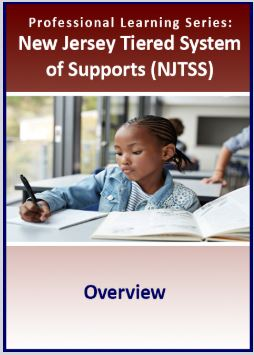 Professional Learning Series:
New Jersey Tiered System
of Supports (NJTSS)
Overview